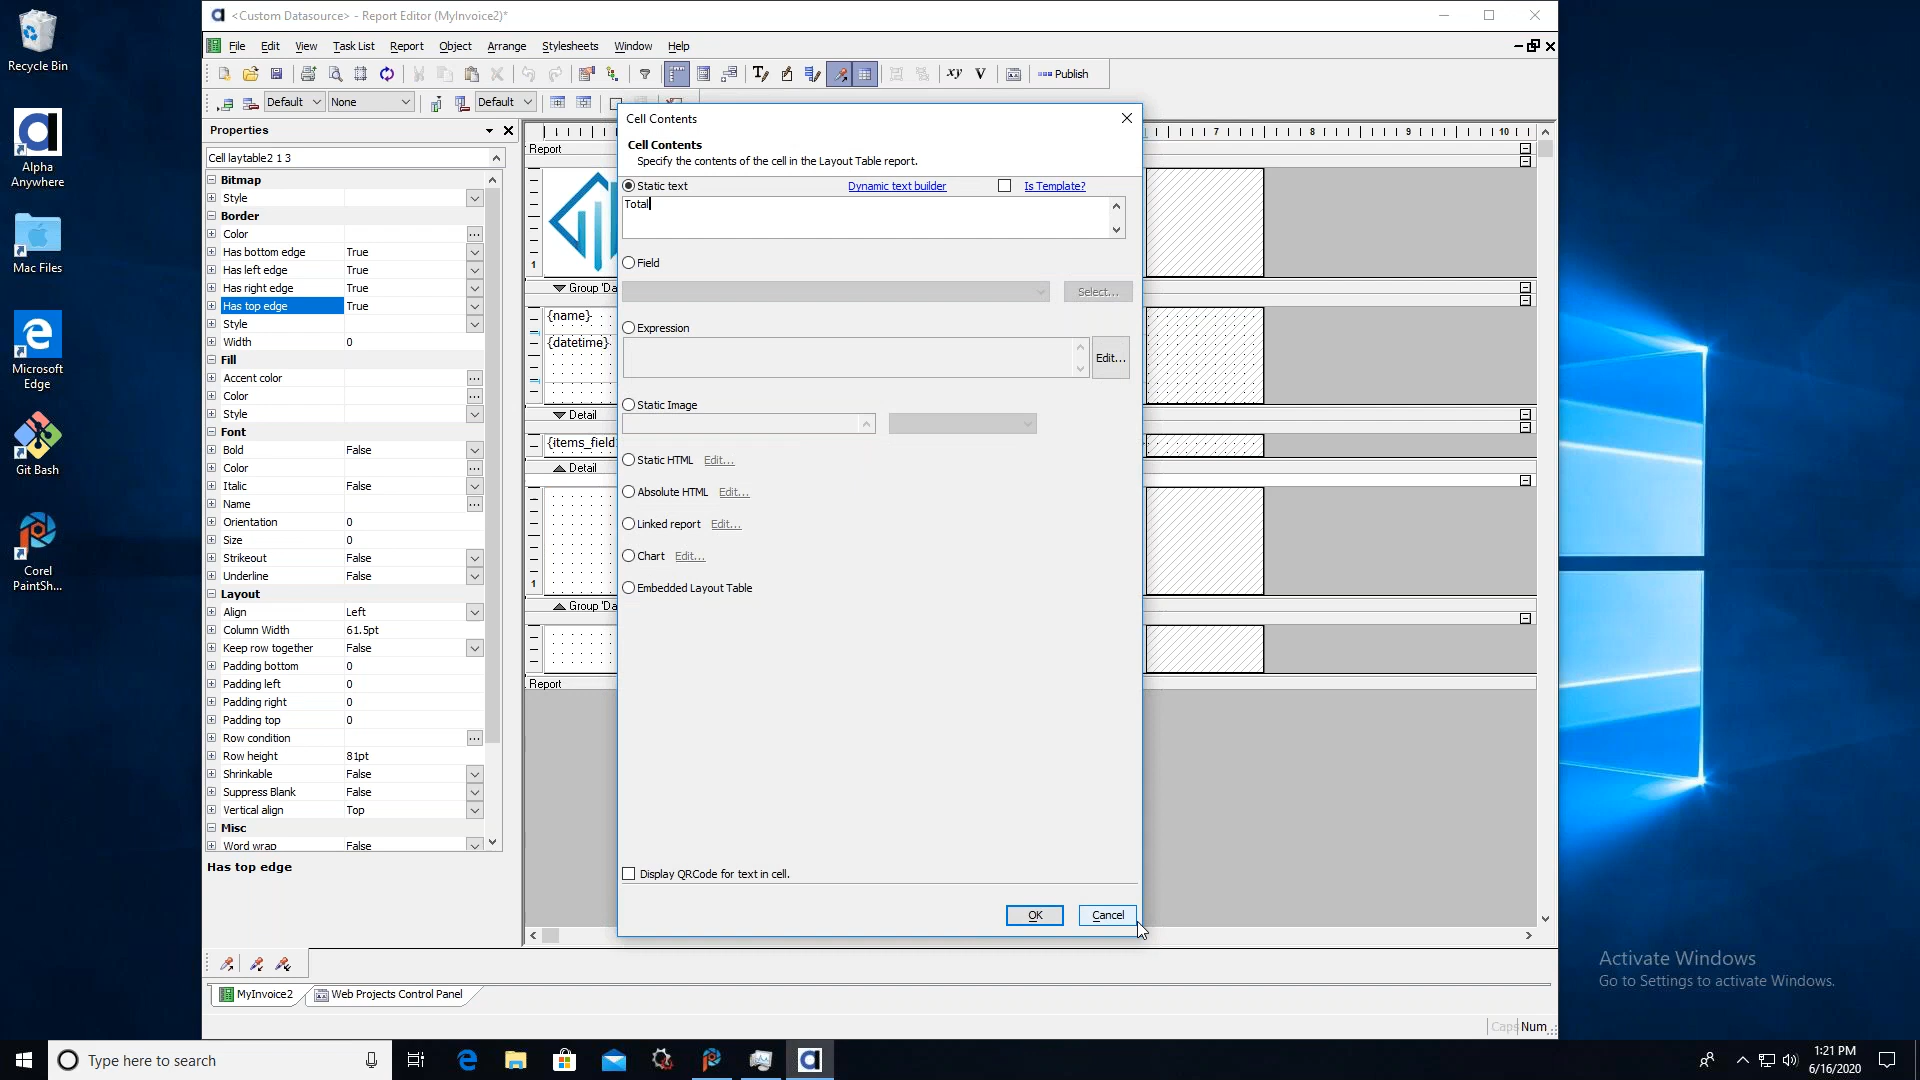 <Custom Datasource> - Report Editor (MyInvoice2)*
File Edit View Task List Report Object Arrange Stylesheets Window Help
xy V Publish
Default None Default
Recycle Bin
Alpha
Anywhere
Mac Files
Microsoft
Edge
Git Bash
Corel
PaintSh...
Properties
Cell laytable2 1 3
Bitmap
Style
Border
Color
Has bottom edge True
Has left edge True
Has right edge True
Has top edge True
Style
Width 0
Fill
Accent color
Color
Style
Font
Bold False
Color
Italic False
Name
Orientation 0
Size 0
Strikeout False
Underline False
Layout
Align Left
Column Width 61.5pt
Keep row together False
Padding bottom 0
Padding left 0
Padding right 0
Padding top 0
Row condition
Row height 81pt
Shrinkable False
Suppress Blank False
Vertical align Top
Misc
Word wrap False
Has top edge
7 8 9 10
Report
1
Group 'Da
{name}
{datetime}
Detail
{items_field
Detail
1
Group 'Da
Report
Cell Contents
Cell Contents
Specify the contents of the cell in the Layout Table report.
Static text Dynamic text builder Is Template?
Total
Field
Select...
Expression
Edit...
Static Image
Static HTML Edit...
Absolute HTML Edit...
Linked report Edit...
Chart Edit...
Embedded Layout Table
Display QRCode for text in cell.
OK Cancel
MyInvoice2 Web Projects Control Panel
Caps Num
Activate Windows
Go to Settings to activate Windows.
Type here to search
1:21 PM
6/16/2020